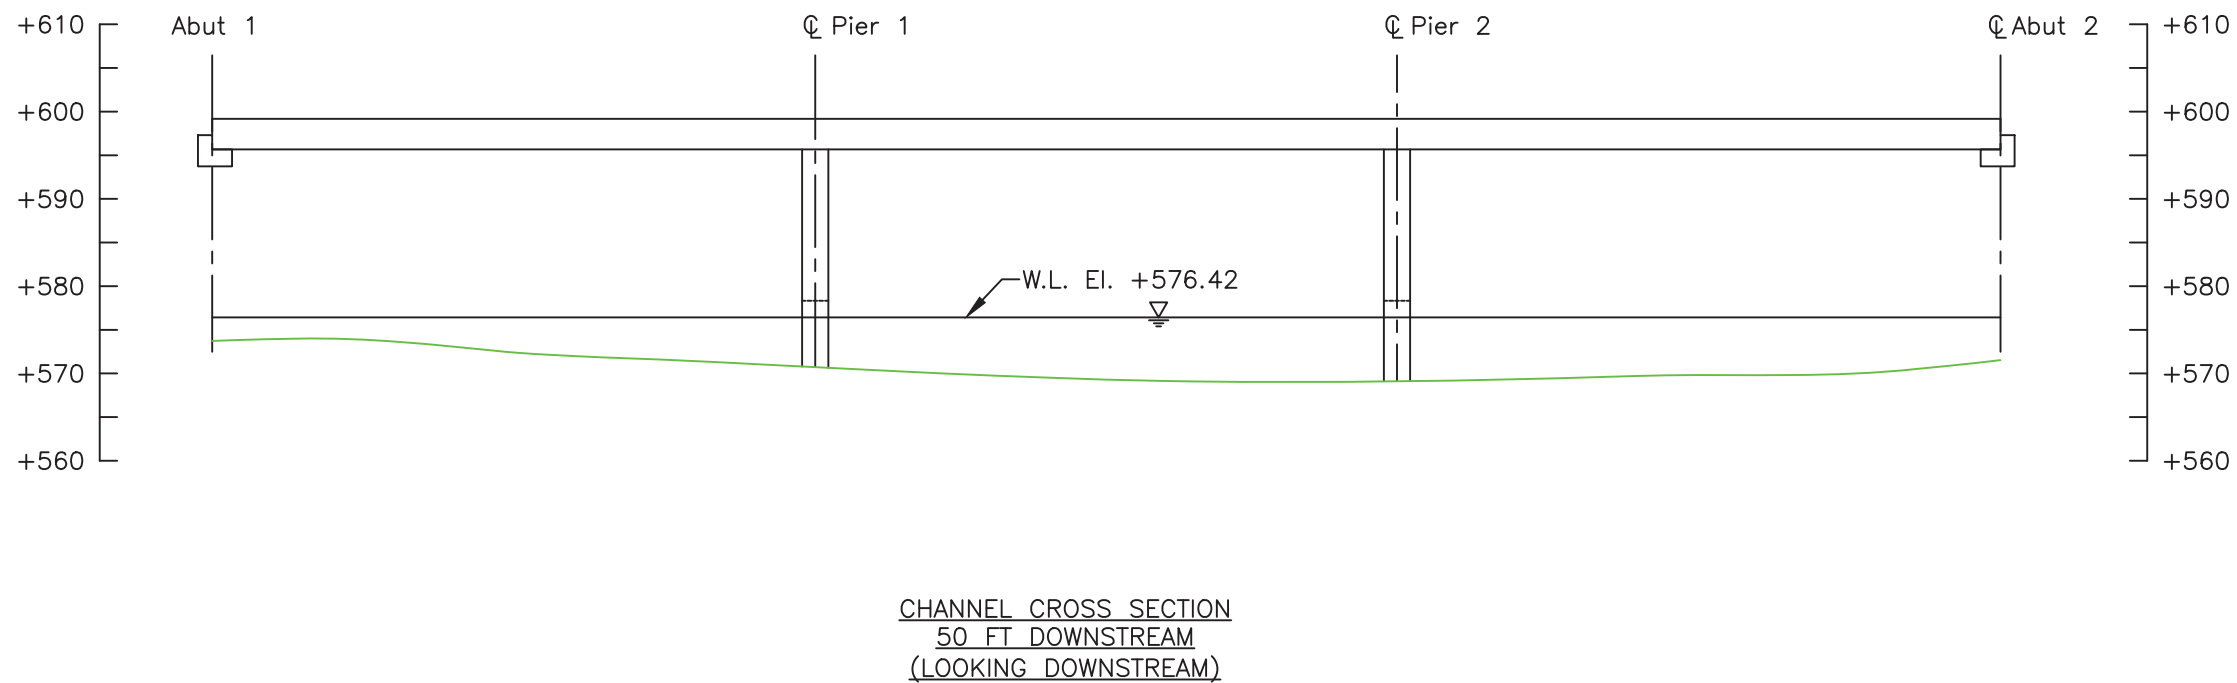 +610 Abut 1 ℄ Pier 1 ℄ Pier 2 ℄ Abut 2 +610
+600 +600
+590 +590
+580 W.L. El. +576.42 +580
+570 +570
+560 +560
CHANNEL CROSS SECTION
50 FT DOWNSTREAM
(LOOKING DOWNSTREAM)